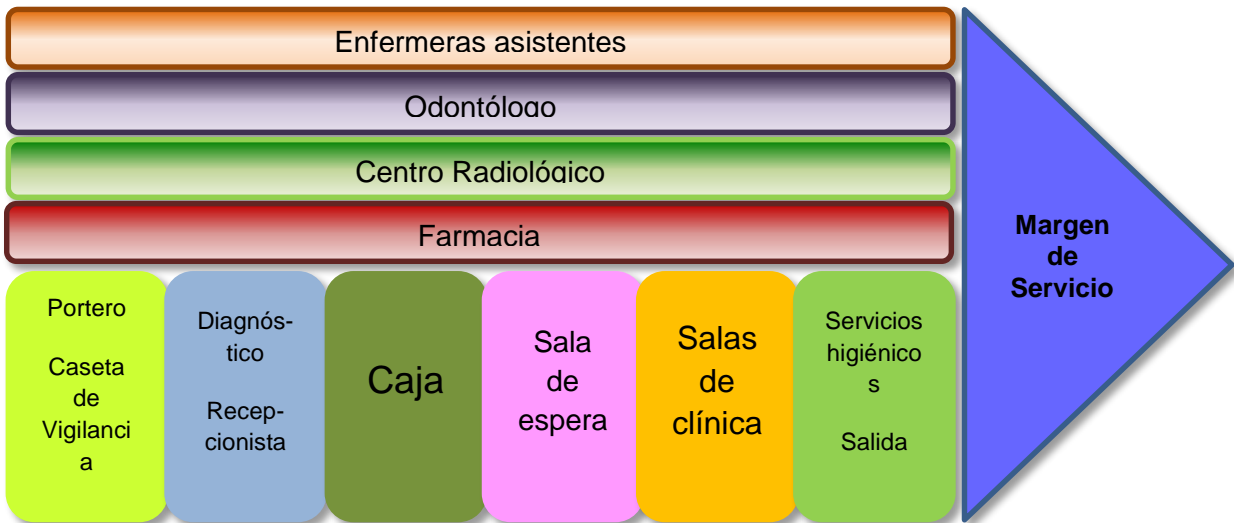 Enfermeras asistentes
Odontólogo
Centro Radiológico
Farmacia
Portero
Caseta
de
Vigilanci
a
Diagnós-
tico
Recep-
cionista
Caja
Sala
de
espera
Salas
de
clínica
Servicios
higiénico
s
Salida
Margen
de
Servicio